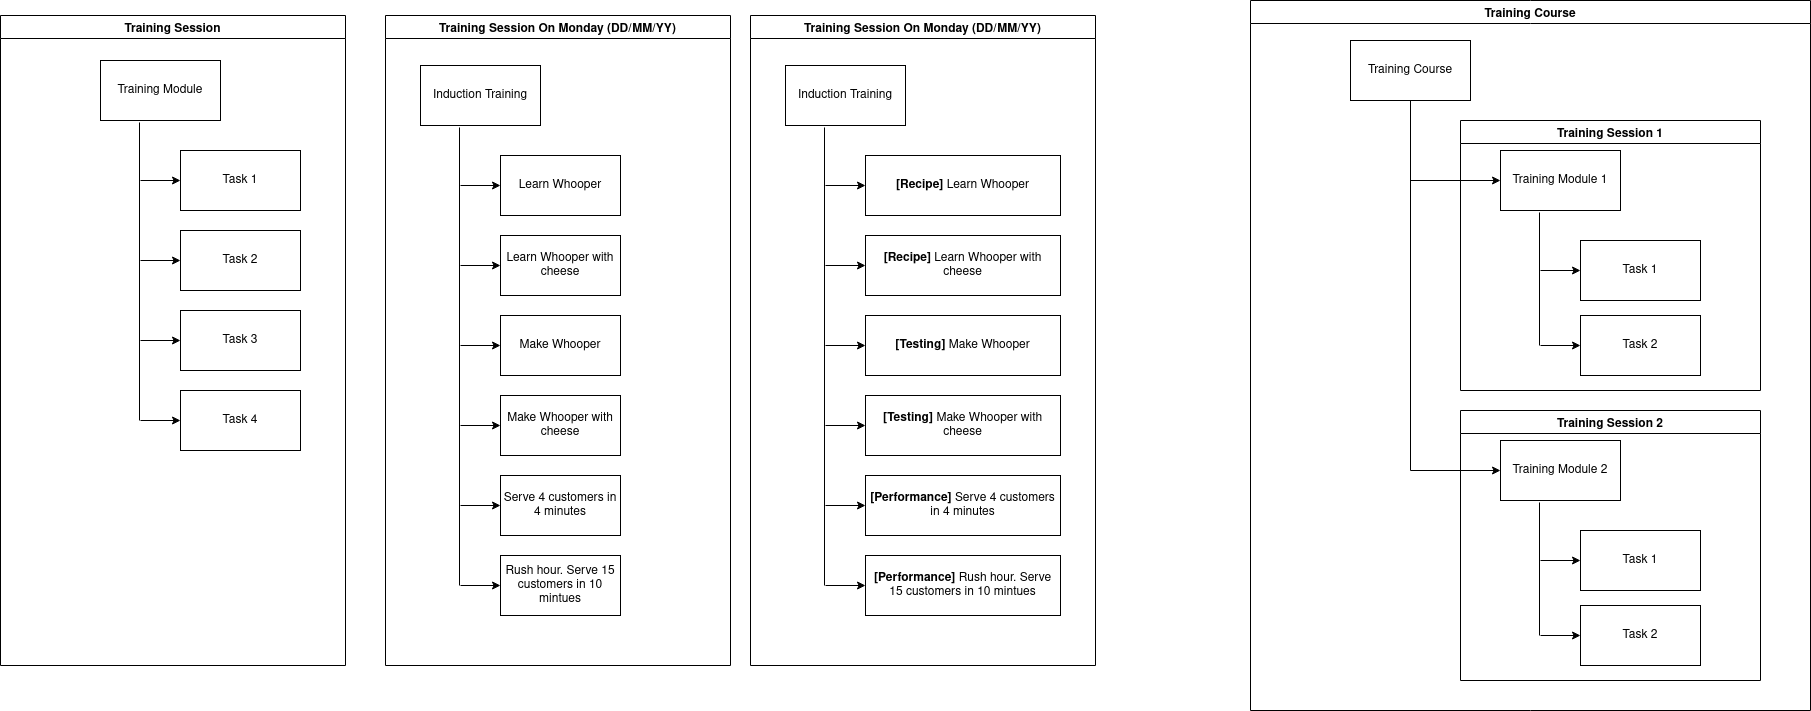 Training Session
Training Module
Task 1
Task 2
Task 3
Task 4
Training Session On Monday (DD/MM/YY)
Induction Training
Learn Whooper
Learn Whooper with
cheese
Make Whooper
Make Whooper with
cheese
Serve 4 customers in
4 minutes
Rush hour. Serve 15
customers in 10
mintues
Training Session On Monday (DD/MM/YY)
Induction Training
[Recipe] Learn Whooper
[Recipe] Learn Whooper with
cheese
[Testing] Make Whooper
[Testing] Make Whooper with
cheese
[Performance] Serve 4 customers
in 4 minutes
[Performance] Rush hour. Serve
15 customers in 10 mintues
Training Course
Training Course
Training Session 1
Training Module 1
Task 1
Task 2
Training Session 2
Training Module 2
Task 1
Task 2